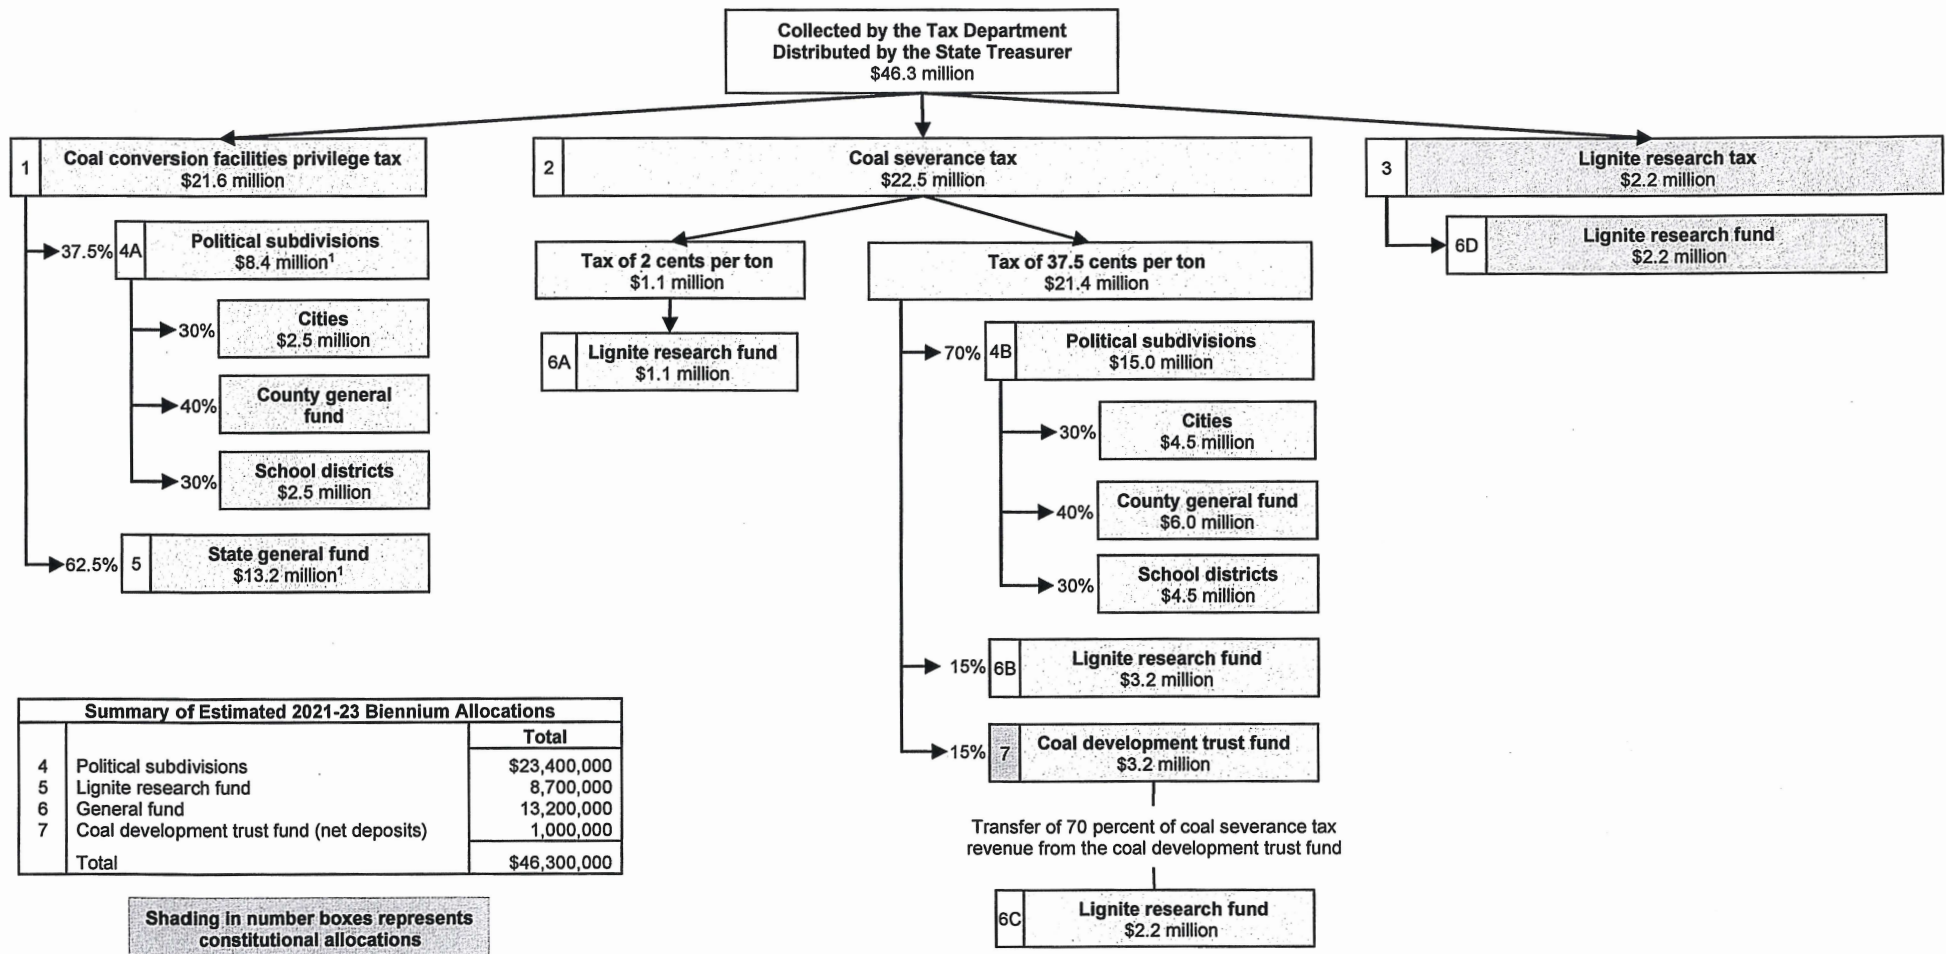 Collected by the Tax Department
Distributed by the State Treasurer
$46.3 million
1
Coal conversion facilities privilege tax
$21.6 million
37.5%
4A
Political subdivisions
$8.4 million¹
30%
Cities
$2.5 million
40%
County general
fund
30%
School districts
$2.5 million
62.5%
5
State general fund
$13.2 million¹
2
Coal severance tax
$22.5 million
Tax of 2 cents per ton
$1.1 million
6A
Lignite research fund
$1.1 million
Tax of 37.5 cents per ton
$21.4 million
70%
4B
Political subdivisions
$15.0 million
30%
Cities
$4.5 million
40%
County general fund
$6.0 million
30%
School districts
$4.5 million
15%
6B
Lignite research fund
$3.2 million
15%
7
Coal development trust fund
$3.2 million
Transfer of 70 percent of coal severance tax
revenue from the coal development trust fund
6C
Lignite research fund
$2.2 million
3
Lignite research tax
$2.2 million
6D
Lignite research fund
$2.2 million
Summary of Estimated 2021-23 Biennium Allocations
Total
4 Political subdivisions $23,400,000
5 Lignite research fund 8,700,000
6 General fund 13,200,000
7 Coal development trust fund (net deposits) 1,000,000
Total $46,300,000
Shading in number boxes represents
constitutional allocations